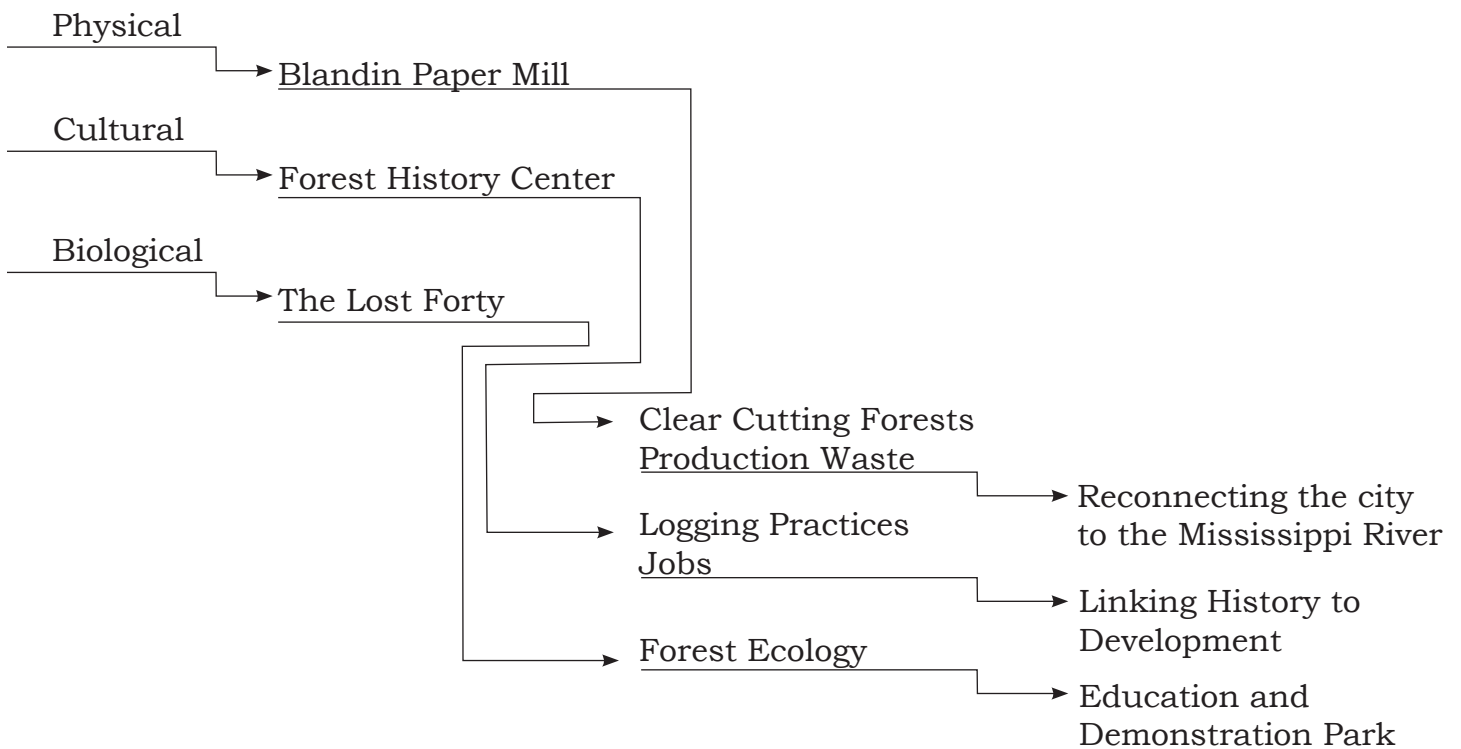 Physical
Blandin Paper Mill
Cultural
Forest History Center
Biological
The Lost Forty
Clear Cutting Forests
Production Waste
Reconnecting the city
to the Mississippi River
Logging Practices
Jobs
Linking History to
Development
Forest Ecology
Education and
Demonstration Park